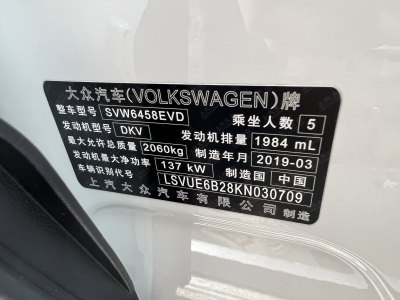 大众汽车(VOLKSWAGEN)牌
整车型号 SVW6458EVD 乘坐人数 5
发动机型号 DKV 发动机排量 1984 mL
最大允许总质量 2060kg 制造年月 2019-03
发动机最大净功率 137 kW 制造国 中国
车辆识别代号 LSVUE6B28KN030709
上汽大众汽车有限公司制造